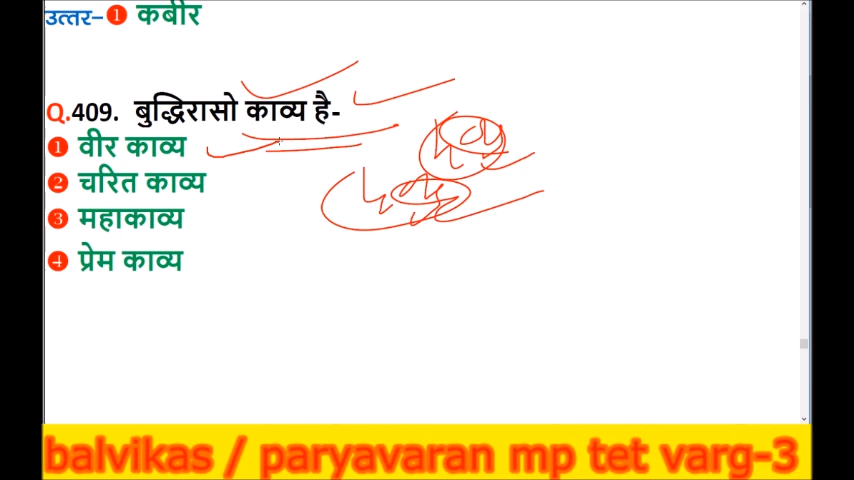 उत्तर– ❶ कबीर
Q.409. बुद्धिरासो काव्य है-
❶ वीर काव्य
❷ चरित काव्य
❸ महाकाव्य
❹ प्रेम काव्य
balvikas / paryavaran mp tet varg-3